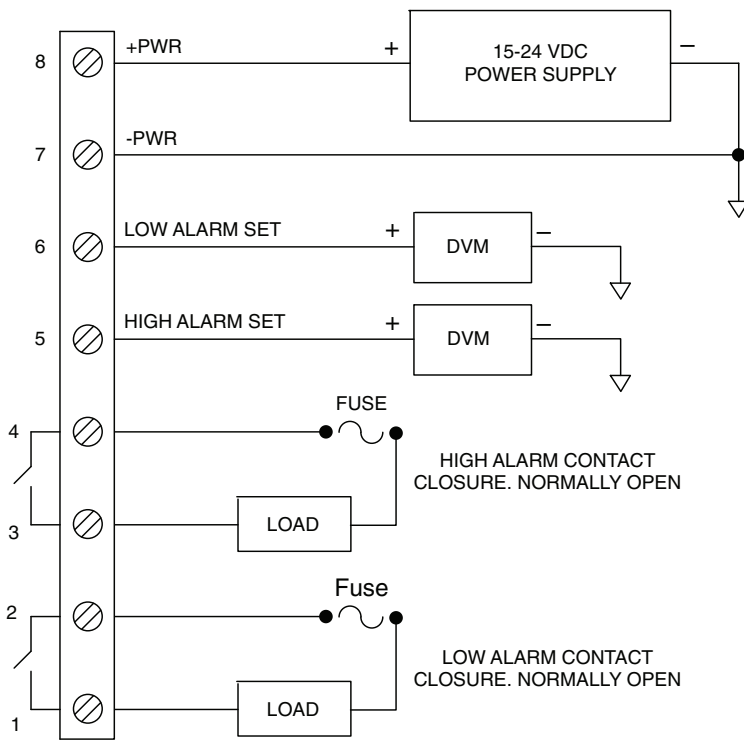 8
+PWR
+
15-24 VDC
POWER SUPPLY
−
7
-PWR
6
LOW ALARM SET
+
DVM
−
5
HIGH ALARM SET
+
DVM
−
4
FUSE
HIGH ALARM CONTACT
CLOSURE. NORMALLY OPEN
3
LOAD
2
Fuse
LOW ALARM CONTACT
CLOSURE. NORMALLY OPEN
1
LOAD